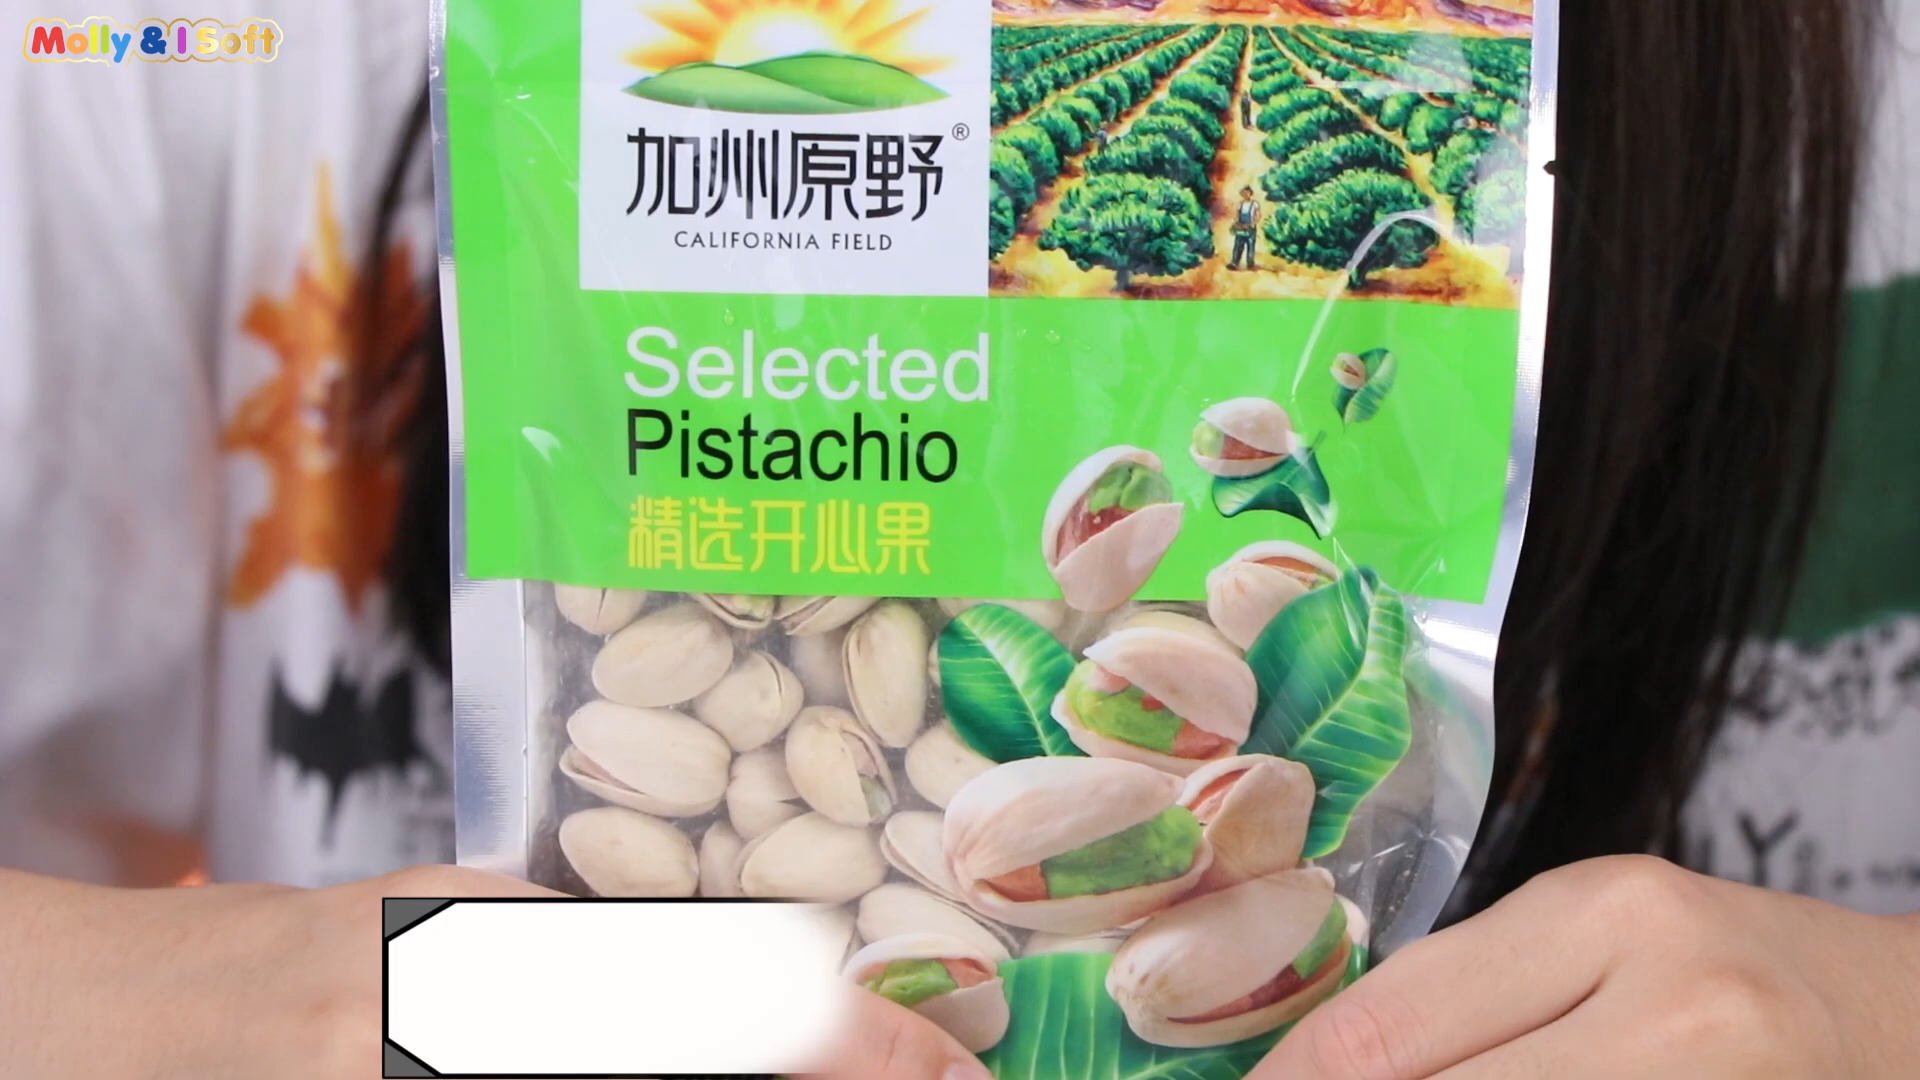 Molly & I Soft
加州原野®
CALIFORNIA FIELD
Selected
Pistachio
精选开心果